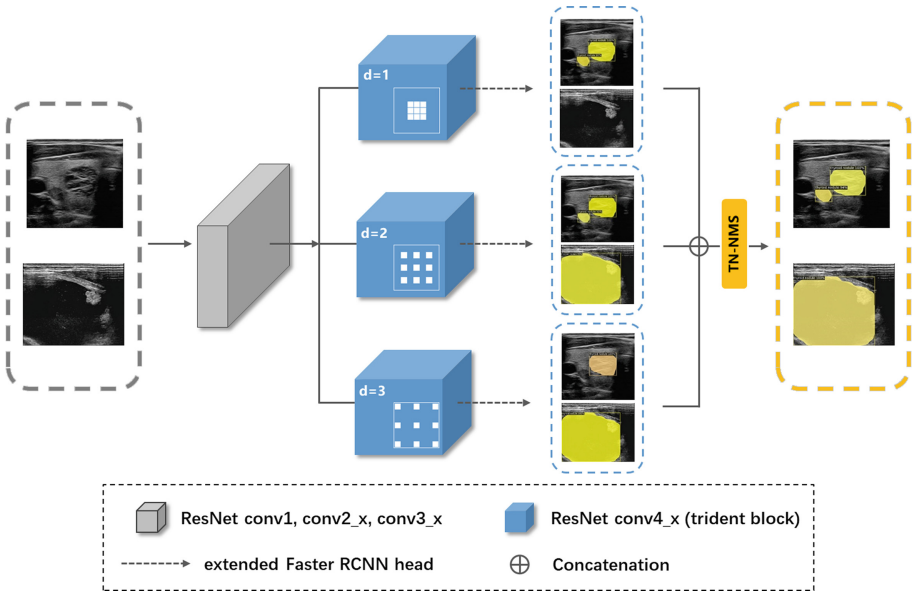 d=1
d=2
d=3
TN-NMS
ResNet conv1, conv2_x, conv3_x
ResNet conv4_x (trident block)
extended Faster RCNN head
Concatenation